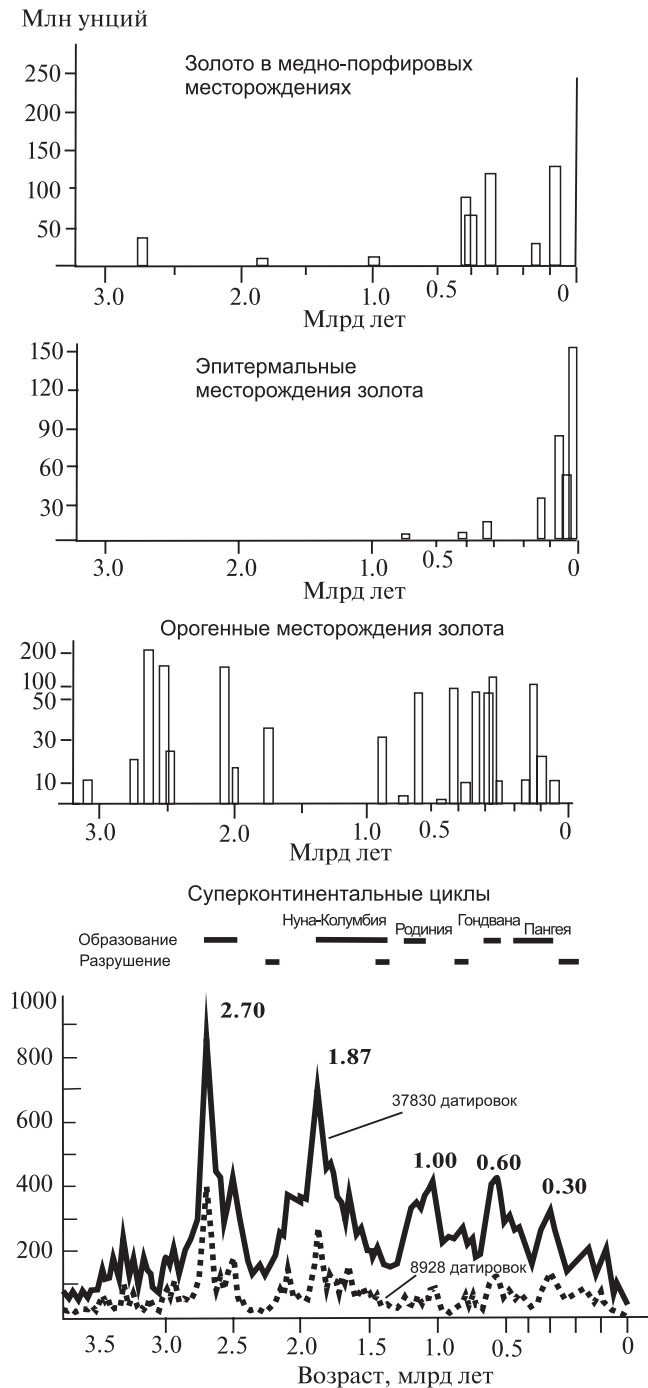 Млн унций
Золото в медно-порфировых
месторождениях
250
200
150
100
50
3.0 2.0 1.0 0.5 0
Млрд лет
Эпитермальные
месторождения золота
150
120
90
60
30
3.0 2.0 1.0 0.5 0
Млрд лет
Орогенные месторождения золота
200
100
50
30
10
3.0 2.0 1.0 0.5 0
Млрд лет
Суперконтинентальные циклы
Нуна-Колумбия Родиния Гондвана Пангея
Образование
Разрушение
1000
2.70
800
1.87
37830 датировок
600
1.00 0.60 0.30
400
200
8928 датировок
3.5 3.0 2.5 2.0 1.5 1.0 0.5 0
Возраст, млрд лет